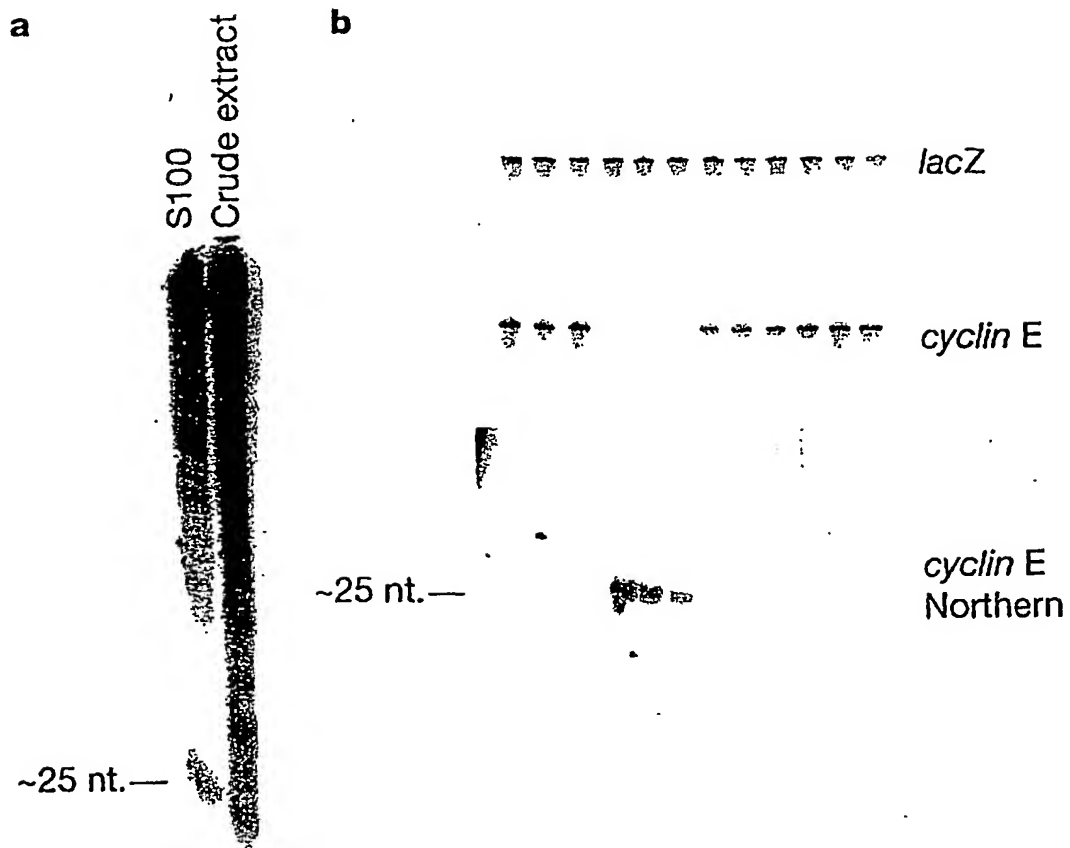 a
b
S100
Crude extract
lacZ
cyclin E
~25 nt.
cyclin E
Northern
~25 nt.